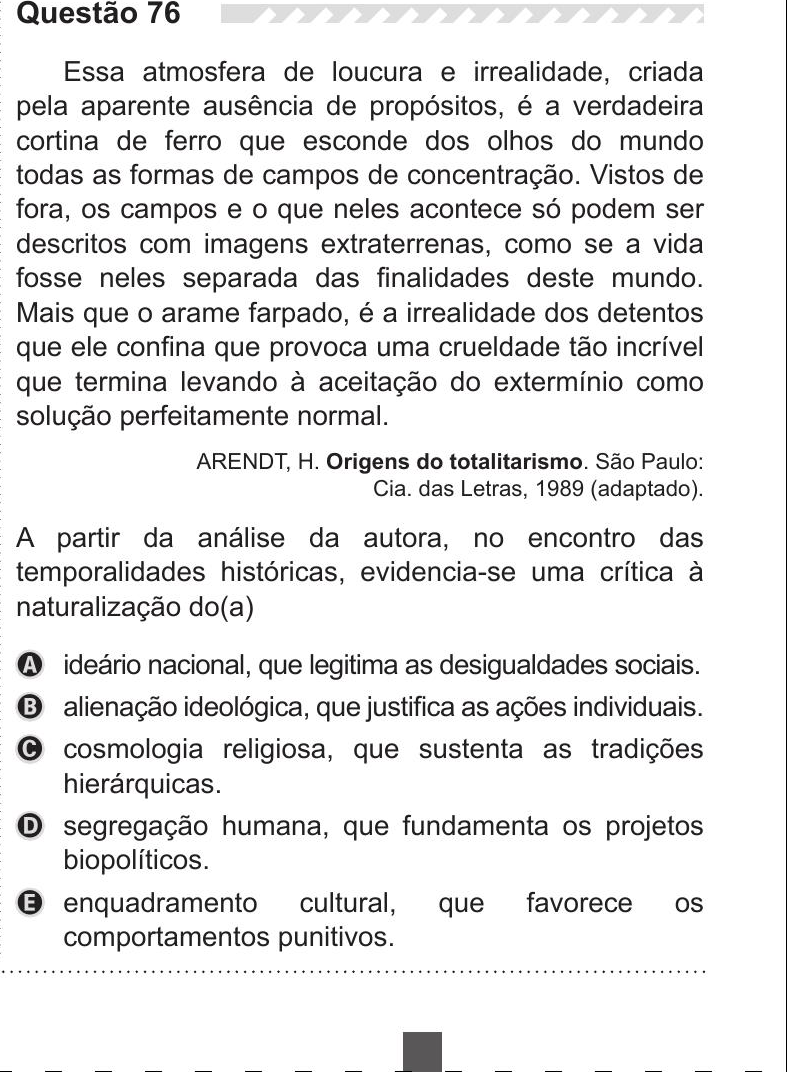 Questão 76
Essa atmosfera de loucura e irrealidade, criada
pela aparente ausência de propósitos, é a verdadeira
cortina de ferro que esconde dos olhos do mundo
todas as formas de campos de concentração. Vistos de
fora, os campos e o que neles acontece só podem ser
descritos com imagens extraterrenas, como se a vida
fosse neles separada das finalidades deste mundo.
Mais que o arame farpado, é a irrealidade dos detentos
que ele confina que provoca uma crueldade tão incrível
que termina levando à aceitação do extermínio como
solução perfeitamente normal.
ARENDT, H. Origens do totalitarismo. São Paulo:
Cia. das Letras, 1989 (adaptado).
A partir da análise da autora, no encontro das
temporalidades históricas, evidencia-se uma crítica à
naturalização do(a)
A ideário nacional, que legitima as desigualdades sociais.
B alienação ideológica, que justifica as ações individuais.
C cosmologia religiosa, que sustenta as tradições
hierárquicas.
D segregação humana, que fundamenta os projetos
biopolíticos.
E enquadramento cultural, que favorece os
comportamentos punitivos.